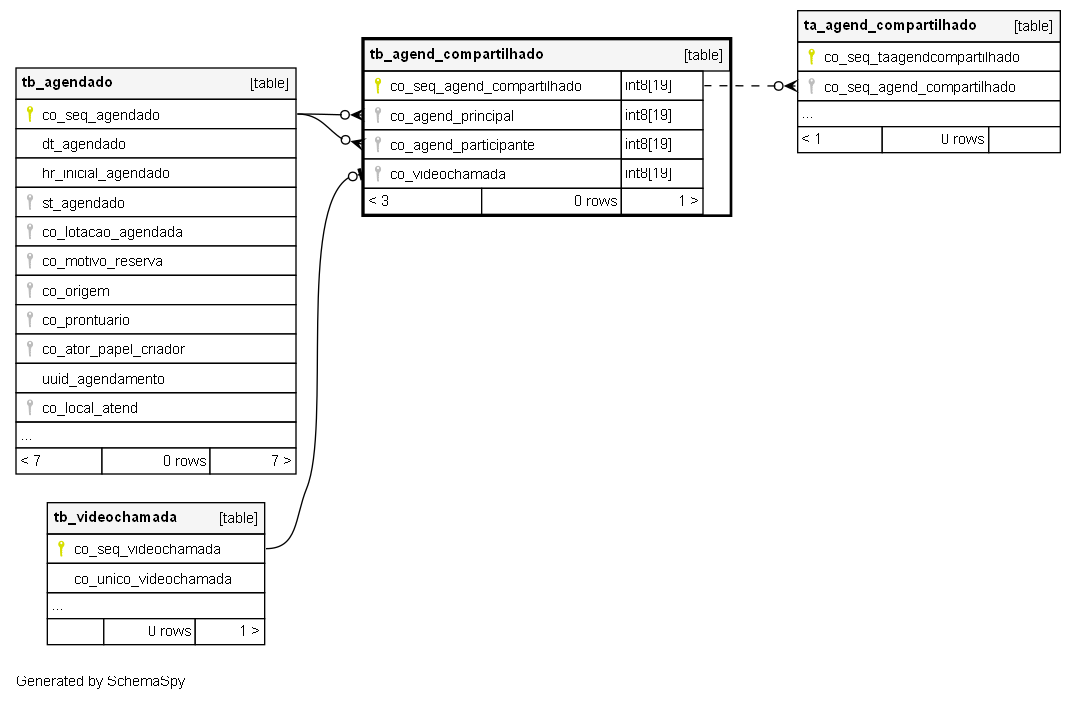 tb_agendado [table]
co_seq_agendado
dt_agendado
hr_inicial_agendado
st_agendado
co_lotacao_agendada
co_motivo_reserva
co_origem
co_prontuario
co_ator_papel_criador
uuid_agendamento
co_local_atend
...
< 7 0 rows 7 >
tb_videochamada [table]
co_seq_videochamada
co_unico_videochamada
...
0 rows 1 >
tb_agend_compartilhado [table]
co_seq_agend_compartilhado int8[19]
co_agend_principal int8[19]
co_agend_participante int8[19]
co_videochamada int8[19]
< 3 0 rows 1 >
ta_agend_compartilhado [table]
co_seq_taagendcompartilhado
co_seq_agend_compartilhado
...
< 1 0 rows
Generated by SchemaSpy